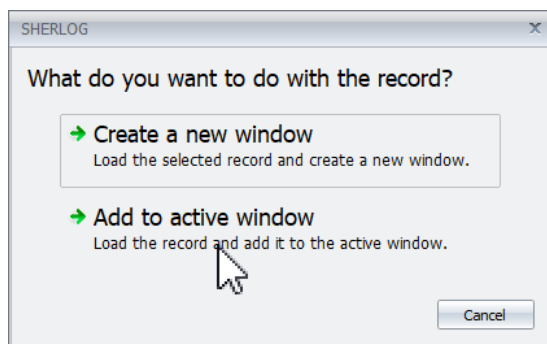 SHERLOG
What do you want to do with the record?
Create a new window
Load the selected record and create a new window.
Add to active window
Load the record and add it to the active window.
Cancel